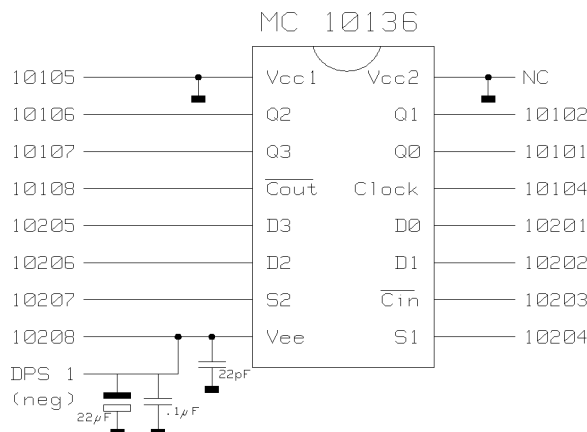 MC 10136
10105 Vcc1 Vcc2 NC
10106 Q2 Q1 10102
10107 Q3 Q0 10101
10108 Cout Clock 10104
10205 D3 D0 10201
10206 D2 D1 10202
10207 S2 Cin 10203
10208 Vee S1 10204
DPS 1 22pF
(neg) 22µF .1µF